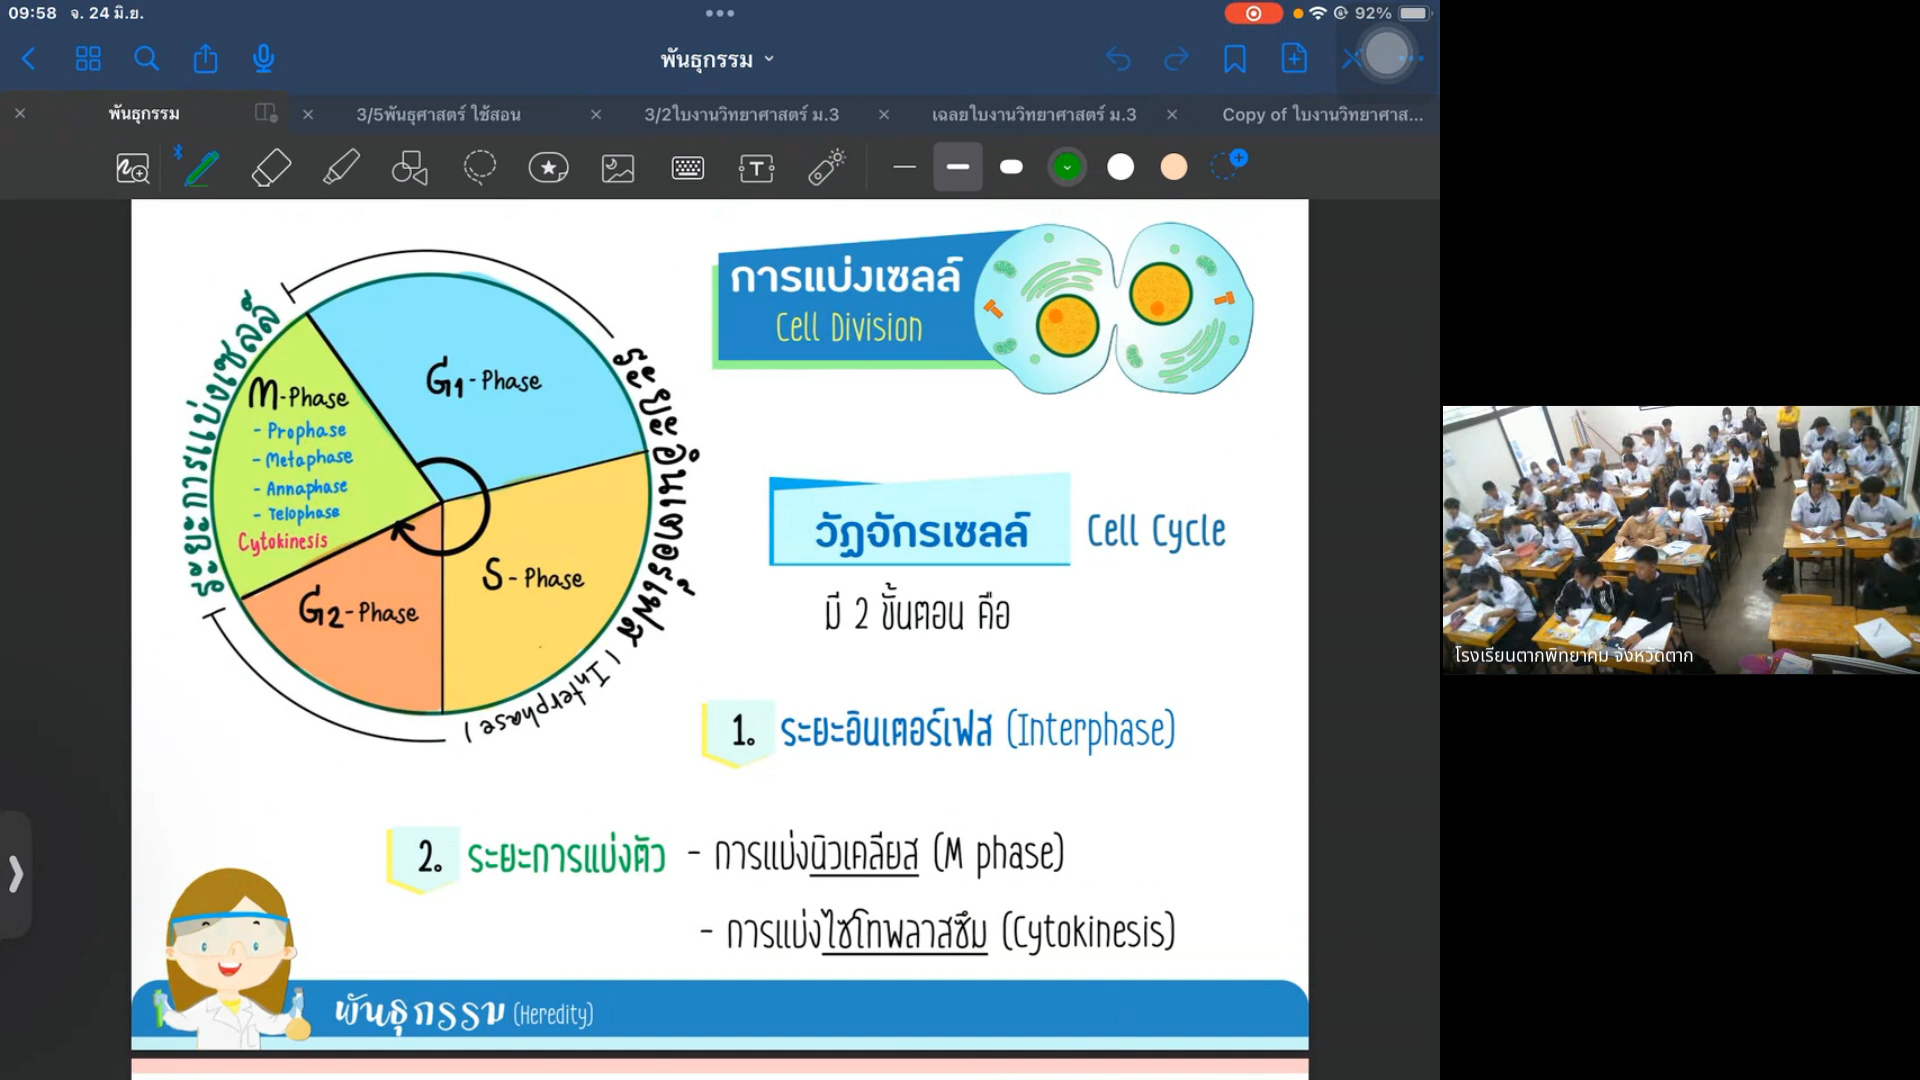 09:58 จ. 24 มิ.ย.
92%
พันธุกรรม
พันธุกรรม
3/5พันธุศาสตร์ ใช้สอน
3/2ใบงานวิทยาศาสตร์ ม.3
เฉลยใบงานวิทยาศาสตร์ ม.3
Copy of ใบงานวิทยาศาส...
ระยะการแบ่งเซลล์
G1-Phase
M-Phase
- Prophase
- Metaphase
- Annaphase
- Telophase
Cytokinesis
S-Phase
G2-Phase
ระยะอินเตอร์เฟส (Interphase)
การแบ่งเซลล์
Cell Division
วัฏจักรเซลล์ Cell Cycle
มี 2 ขั้นตอน คือ
1. ระยะอินเตอร์เฟส (Interphase)
2. ระยะการแบ่งตัว - การแบ่งนิวเคลียส (M phase)
- การแบ่งไซโทพลาสซึม (Cytokinesis)
พันธุกรรม (Heredity)
โรงเรียนตากพิทยาคม จังหวัดตาก